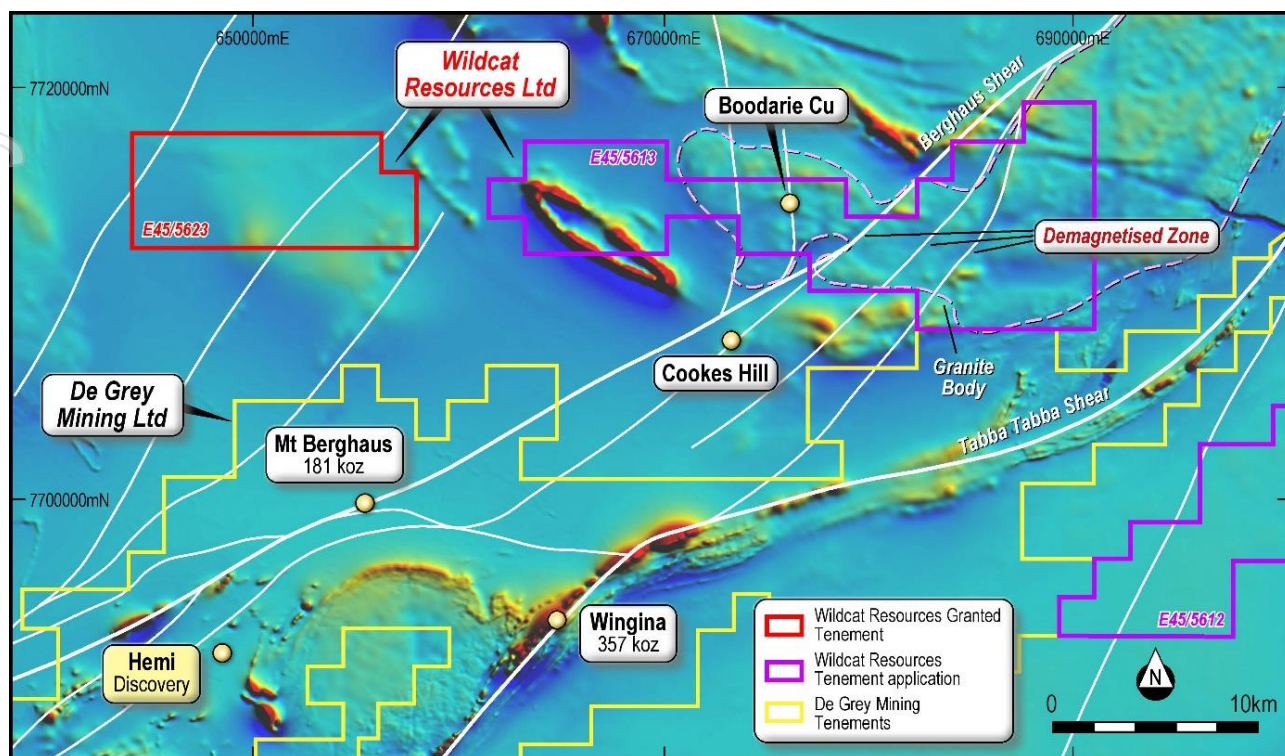 650000mE
670000mE
690000mE
7720000mN
Wildcat
Resources Ltd
Boodarie Cu
Berghaus Shear
E45/5613
E45/5623
Demagnetised Zone
Cookes Hill
Granite
Body
De Grey
Mining Ltd
Tabba Tabba Shear
Mt Berghaus
181 koz
7700000mN
Wingina
357 koz
Hemi
Discovery
E45/5612
Wildcat Resources Granted
Tenement
Wildcat Resources
Tenement application
De Grey Mining
Tenements
N
0
10km